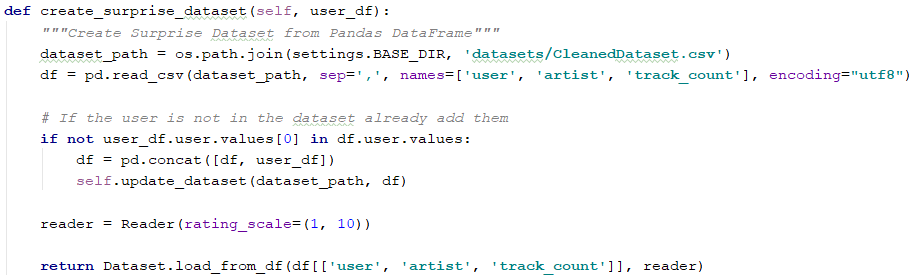 def create_surprise_dataset(self, user_df):
    """Create Surprise Dataset from Pandas DataFrame"""
    dataset_path = os.path.join(settings.BASE_DIR, 'datasets/CleanedDataset.csv')
    df = pd.read_csv(dataset_path, sep=',', names=['user', 'artist', 'track_count'], encoding="utf8")
    # If the user is not in the dataset already add them
    if not user_df.user.values[0] in df.user.values:
        df = pd.concat([df, user_df])
        self.update_dataset(dataset_path, df)
    reader = Reader(rating_scale=(1, 10))
    return Dataset.load_from_df(df[['user', 'artist', 'track_count']], reader)